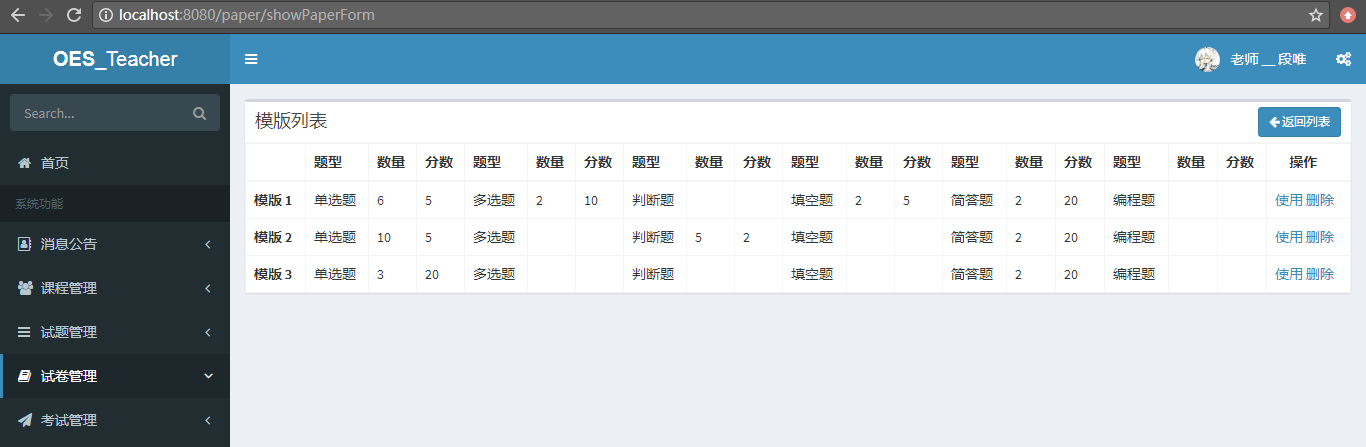 localhost:8080/paper/showPaperForm
OES_Teacher
老师 __ 段唯
Search...
首页
系统功能
消息公告
课程管理
试题管理
试卷管理
考试管理
模版列表
返回列表
题型 数量 分数 题型 数量 分数 题型 数量 分数 题型 数量 分数 题型 数量 分数 题型 数量 分数 操作
模版 1 单选题 6 5 多选题 2 10 判断题 填空题 2 5 简答题 2 20 编程题 使用 删除
模版 2 单选题 10 5 多选题 判断题 5 2 填空题 简答题 2 20 编程题 使用 删除
模版 3 单选题 3 20 多选题 判断题 填空题 简答题 2 20 编程题 使用 删除